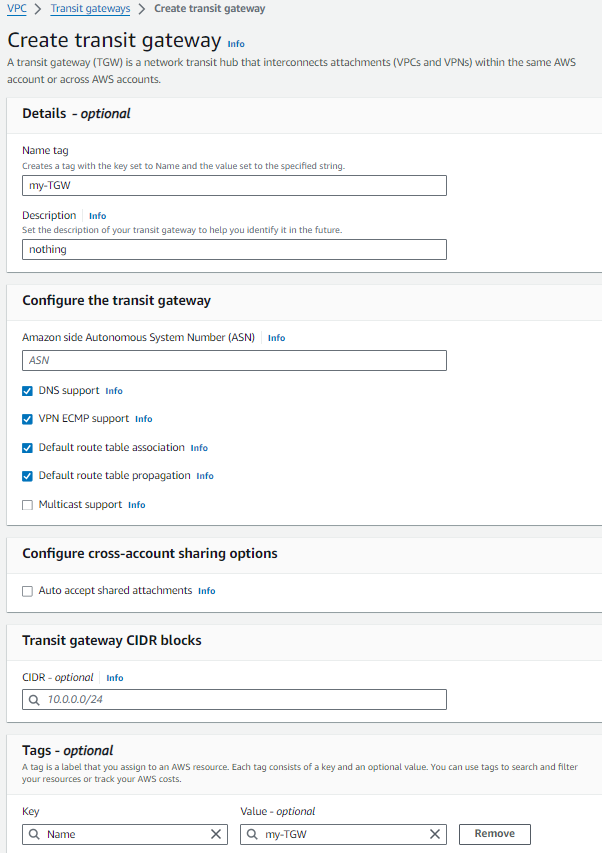 VPC > Transit gateways > Create transit gateway
Create transit gateway Info
A transit gateway (TGW) is a network transit hub that interconnects attachments (VPCs and VPNs) within the same AWS
account or across AWS accounts.
Details - optional
Name tag
Creates a tag with the key set to Name and the value set to the specified string.
my-TGW
Description Info
Set the description of your transit gateway to help you identify it in the future.
nothing
Configure the transit gateway
Amazon side Autonomous System Number (ASN) Info
ASN
DNS support Info
VPN ECMP support Info
Default route table association Info
Default route table propagation Info
Multicast support Info
Configure cross-account sharing options
Auto accept shared attachments Info
Transit gateway CIDR blocks
CIDR - optional Info
10.0.0.0/24
Tags - optional
A tag is a label that you assign to an AWS resource. Each tag consists of a key and an optional value. You can use tags to search and filter
your resources or track your AWS costs.
Key Value - optional
Name my-TGW Remove